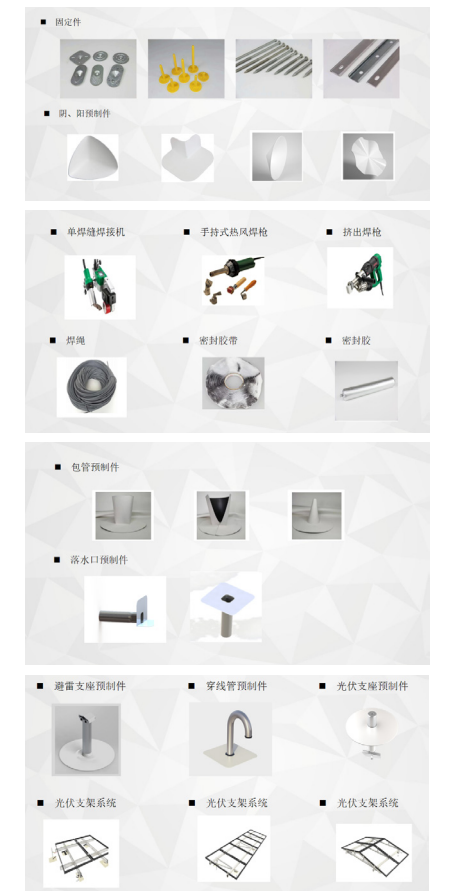 ■ 固定件
■ 阴、阳预制件
■ 单焊缝焊接机 ■ 手持式热风焊枪 ■ 挤出焊枪
■ 焊绳 ■ 密封胶带 ■ 密封胶
■ 包管预制件
■ 落水口预制件
■ 避雷支座预制件 ■ 穿线管预制件 ■ 光伏支座预制件
■ 光伏支架系统 ■ 光伏支架系统 ■ 光伏支架系统